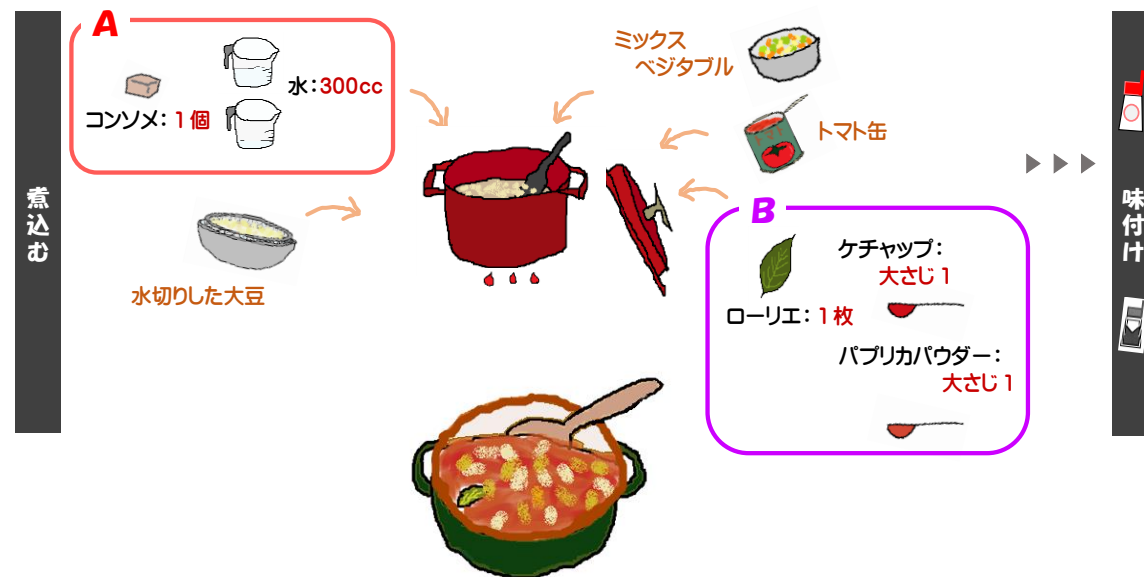 煮込む
A
水：300cc
コンソメ：1個
水切りした大豆
ミックス
ベジタブル
トマト缶
トマト
B
ケチャップ：
大さじ1
ローリエ：1枚
パプリカパウダー：
大さじ1
味付け